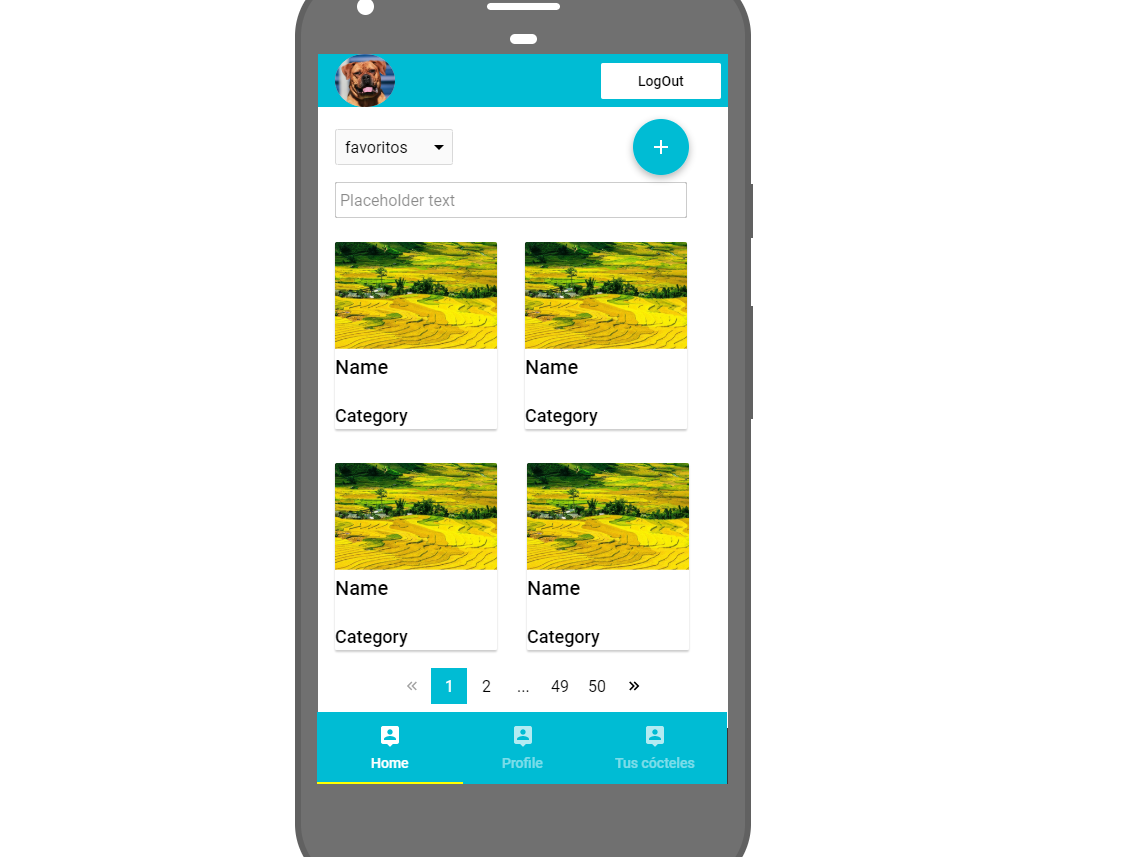 LogOut
favoritos
+
Placeholder text
Name
Name
Category
Category
Name
Name
Category
Category
« 1 2 ... 49 50 »
Home Profile Tus cócteles